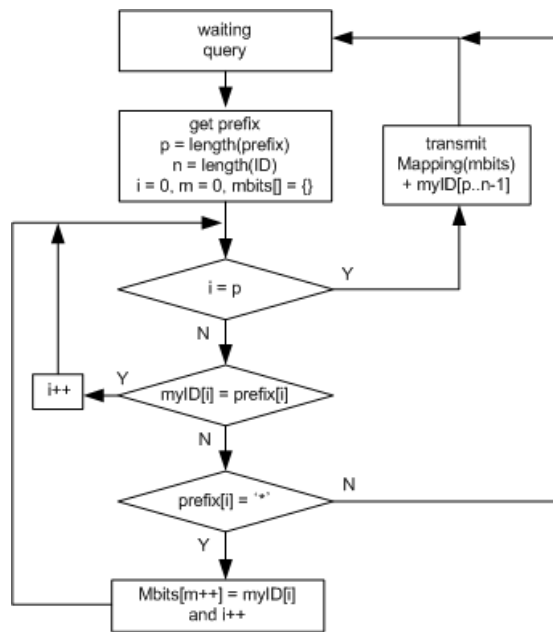 waiting
query
get prefix
p = length(prefix)
n = length(ID)
i = 0, m = 0, mbits[] = {}
transmit
Mapping(mbits)
+ myID[p..n-1]
i = p
Y
N
i++
Y
myID[i] = prefix[i]
N
prefix[i] = ‘*’
N
Y
Mbits[m++] = myID[i]
and i++